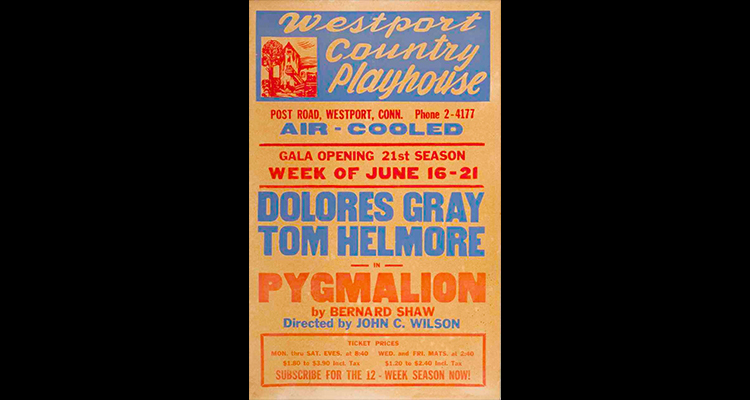 Westport
Country
Playhouse
POST ROAD, WESTPORT, CONN. Phone 2-4177
AIR-COOLED
GALA OPENING 21st SEASON
WEEK OF JUNE 16-21
DOLORES GRAY
TOM HELMORE
IN
PYGMALION
by BERNARD SHAW
Directed by JOHN C. WILSON
TICKET PRICES
MON. thru SAT. EVES. at 8:40 WED. and FRI. MATS. at 2:40
$1.80 to $3.90 Incl. Tax $1.20 to $2.40 Incl. Tax
SUBSCRIBE FOR THE 12-WEEK SEASON NOW!